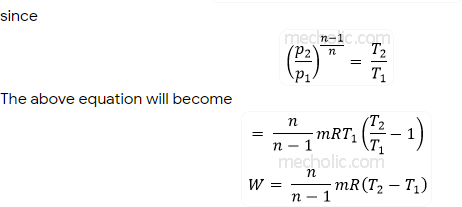 since
mecholic.com
(p₂/p₁)^((n−1)/n) = T₂/T₁
The above equation will become
= n/(n − 1) mRT₁ (T₂/T₁ − 1)
mecholic.com
W = n/(n − 1) mR(T₂ − T₁)